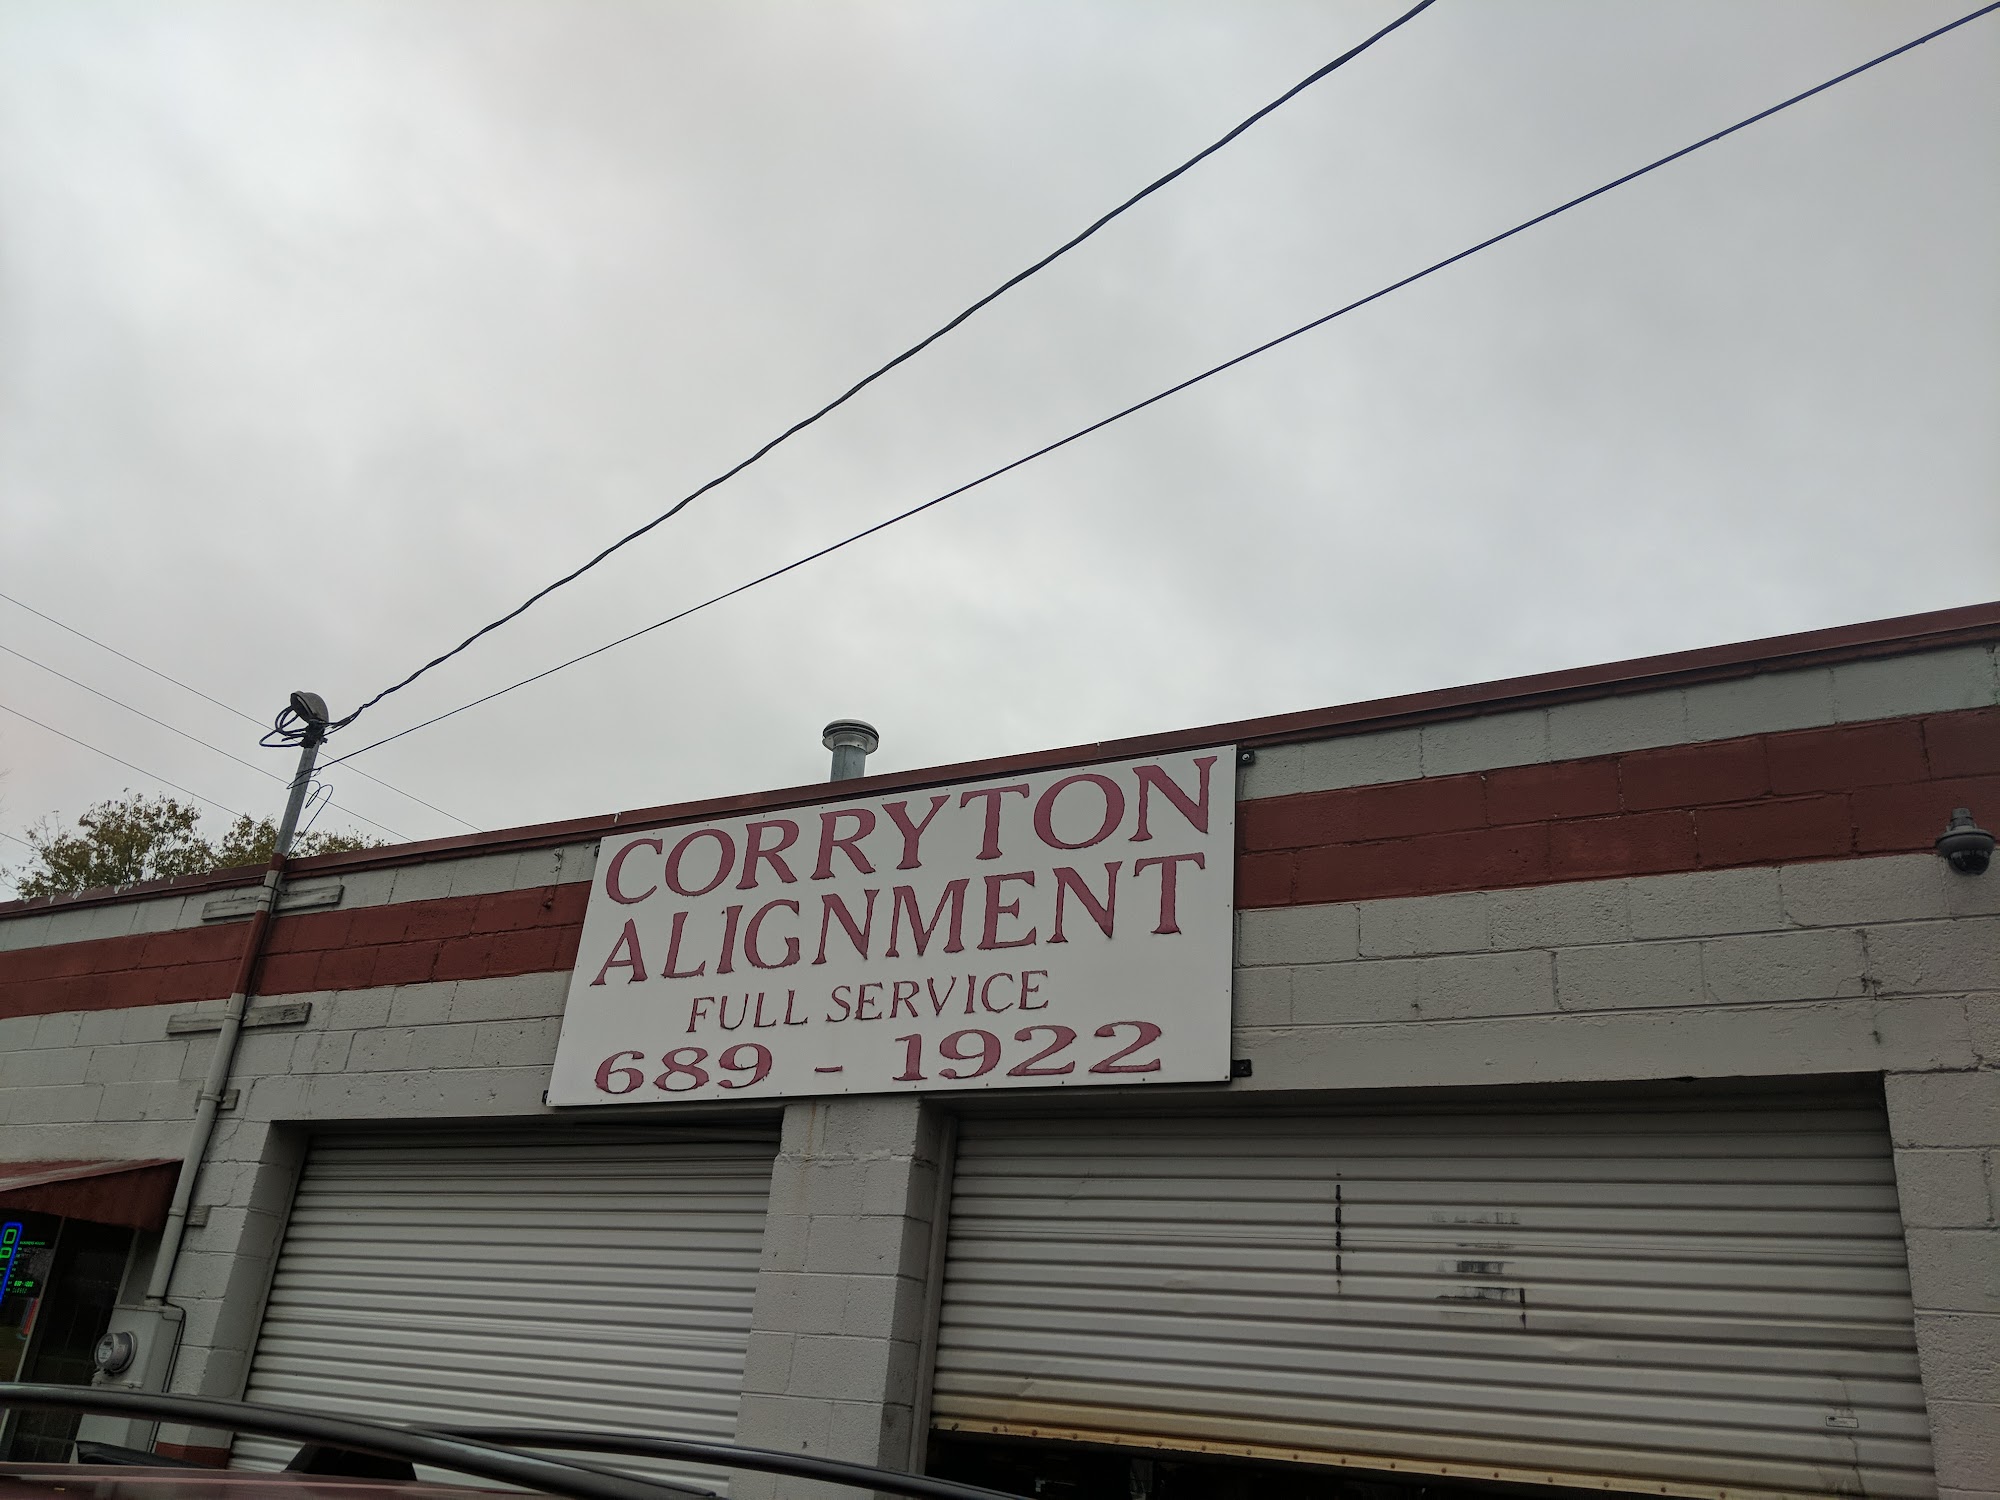 CORRYTON
ALIGNMENT
FULL SERVICE
689 - 1922